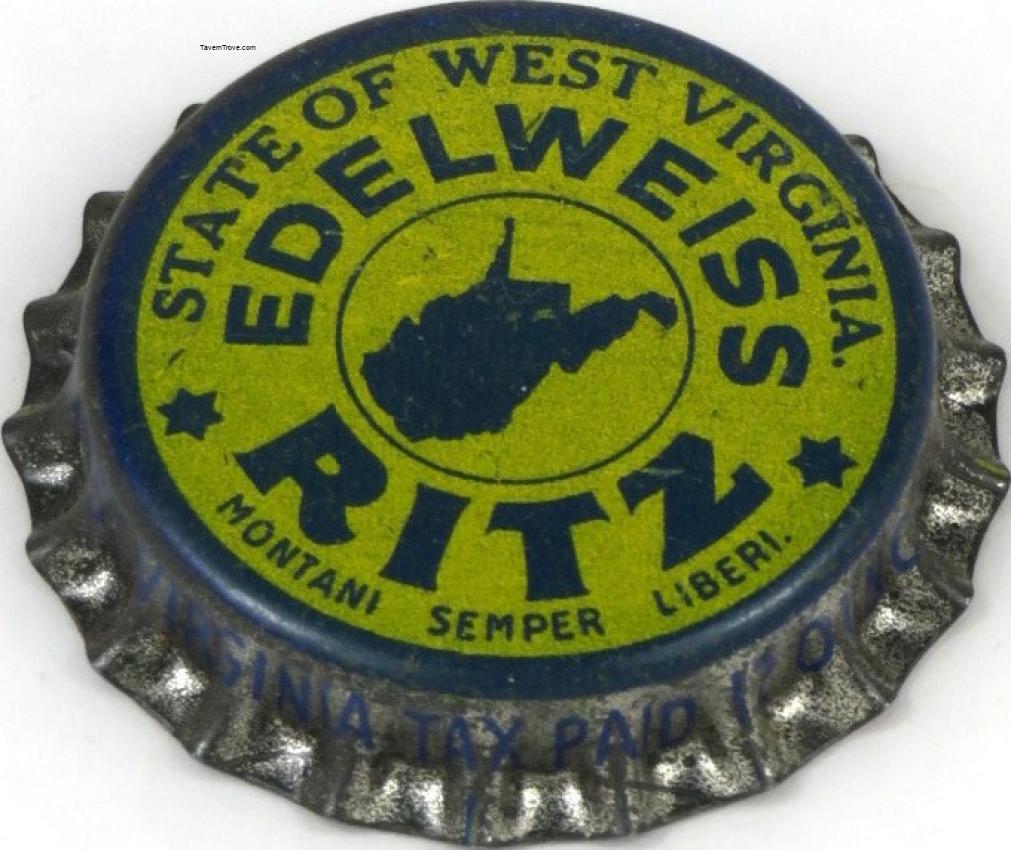 TavernTrove.com
STATE OF WEST VIRGINIA.
EDELWEISS
RITZ
MONTANI SEMPER LIBERI.
VIRGINIA TAX PAID